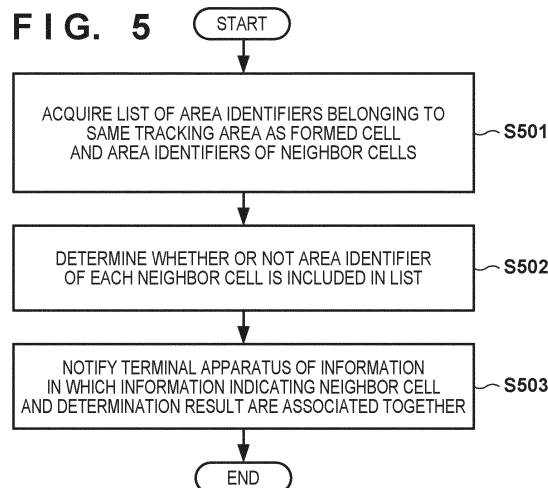 FIG. 5
START
ACQUIRE LIST OF AREA IDENTIFIERS BELONGING TO
SAME TRACKING AREA AS FORMED CELL
AND AREA IDENTIFIERS OF NEIGHBOR CELLS
S501
DETERMINE WHETHER OR NOT AREA IDENTIFIER
OF EACH NEIGHBOR CELL IS INCLUDED IN LIST
S502
NOTIFY TERMINAL APPARATUS OF INFORMATION
IN WHICH INFORMATION INDICATING NEIGHBOR CELL
AND DETERMINATION RESULT ARE ASSOCIATED TOGETHER
S503
END